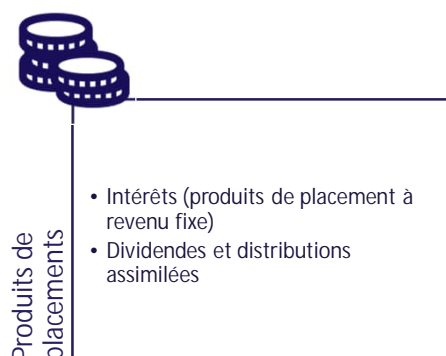 Produits de
placements
• Intérêts (produits de placement à
revenu fixe)
• Dividendes et distributions
assimilées